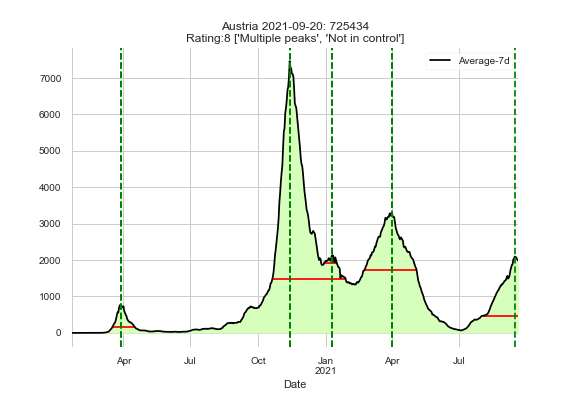 Austria 2021-09-20: 725434
Rating:8 ['Multiple peaks', 'Not in control']
Average-7d
7000
6000
5000
4000
3000
2000
1000
0
Apr Jul Oct Jan Apr Jul
2021
Date